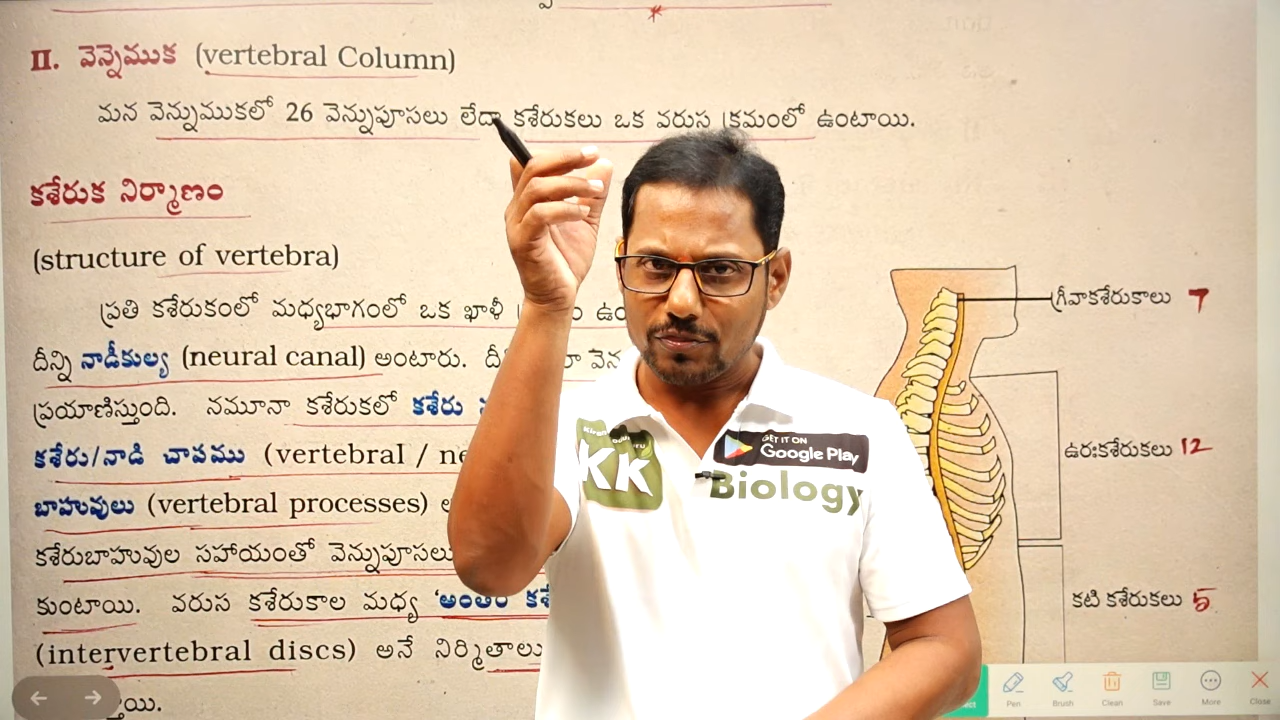 II. వెన్నెముక (vertebral Column)
మన వెన్నుముకలో 26 వెన్నుపూసలు లేదా కశేరుకలు ఒక వరుస క్రమంలో ఉంటాయి.
కశేరుక నిర్మాణం
(structure of vertebra)
ప్రతి కశేరుకంలో మధ్యభాగంలో ఒక ఖాళీ
దీన్ని నాడీకుల్య (neural canal) అంటారు.
ప్రయాణిస్తుంది. నమూనా కశేరుకలో కశేరు
కశేరు/నాడి చాపము (vertebral /
బాహువులు (vertebral processes)
కశేరుబాహువుల సహాయంతో వెన్నుపూసలు
కుంటాయి. వరుస కశేరుకాల మధ్య 'అంతర
(intervertebral discs) అనే నిర్మితాలు
గ్రీవాకశేరుకాలు 7
ఉరఃకశేరుకలు 12
కటి కశేరుకలు 5
KK
GET IT ON
Google Play
Biology
Pen
Brush
Clean
Save
More
Close